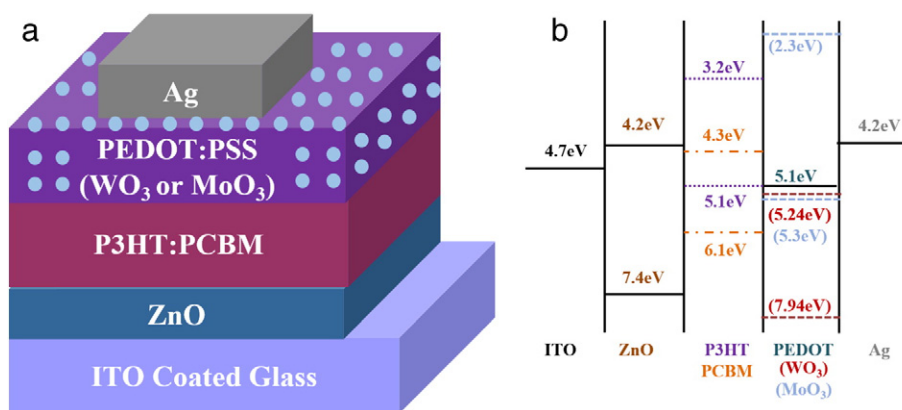 a
Ag
PEDOT:PSS
(WO₃ or MoO₃)
P3HT:PCBM
ZnO
ITO Coated Glass
b
(2.3eV)
3.2eV
4.2eV
4.3eV
4.2eV
4.7eV
5.1eV
5.1eV
(5.24eV)
(5.3eV)
6.1eV
7.4eV
(7.94eV)
ITO
ZnO
P3HT
PCBM
PEDOT
(WO₃)
(MoO₃)
Ag